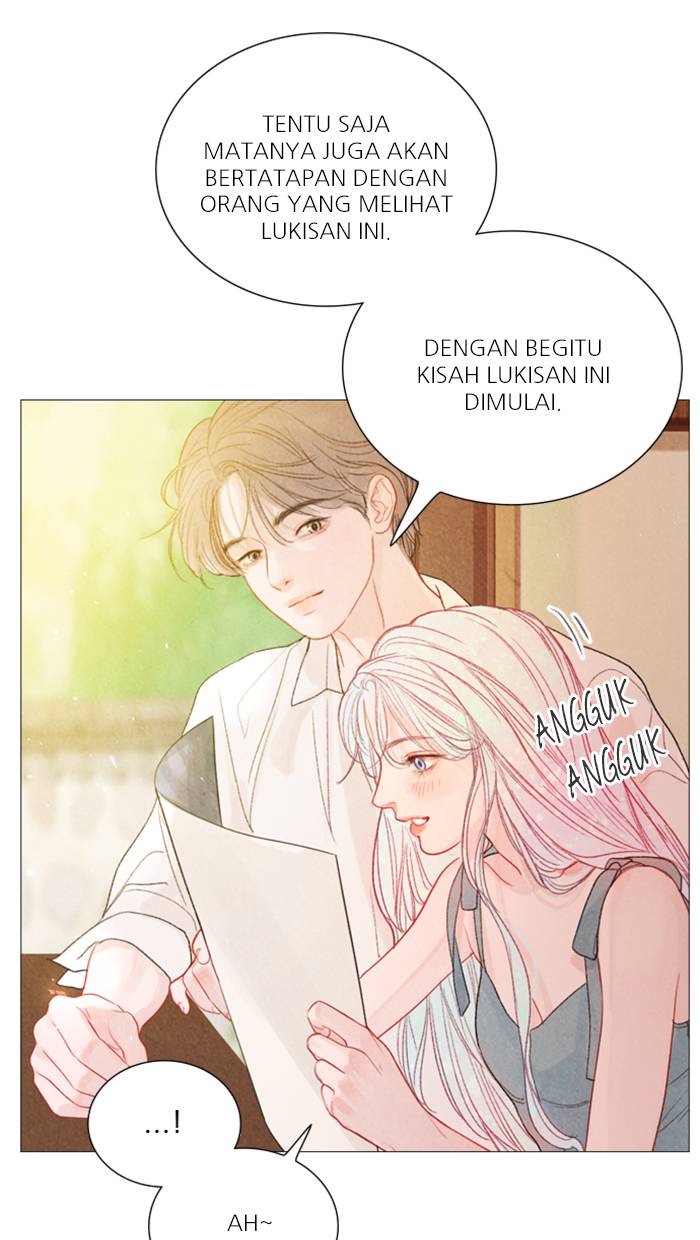 TENTU SAJA
MATANYA JUGA AKAN
BERTATAPAN DENGAN
ORANG YANG MELIHAT
LUKISAN INI.
DENGAN BEGITU
KISAH LUKISAN INI
DIMULAI.
ANGGUK
ANGGUK
...!
AH~